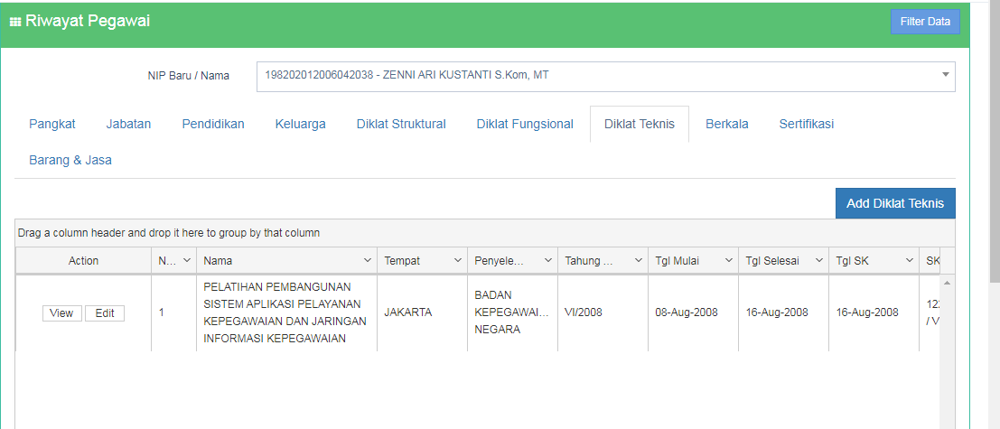 Riwayat Pegawai
Filter Data
NIP Baru / Nama
198202012006042038 - ZENNI ARI KUSTANTI S.Kom, MT
Pangkat Jabatan Pendidikan Keluarga Diklat Struktural Diklat Fungsional Diklat Teknis Berkala Sertifikasi
Barang & Jasa
Add Diklat Teknis
Drag a column header and drop it here to group by that column
Action N... Nama Tempat Penyele... Tahung ... Tgl Mulai Tgl Selesai Tgl SK SK
View Edit
1
PELATIHAN PEMBANGUNAN
SISTEM APLIKASI PELAYANAN
KEPEGAWAIAN DAN JARINGAN
INFORMASI KEPEGAWAIAN
JAKARTA
BADAN
KEPEGAWAI...
NEGARA
VI/2008
08-Aug-2008
16-Aug-2008
16-Aug-2008